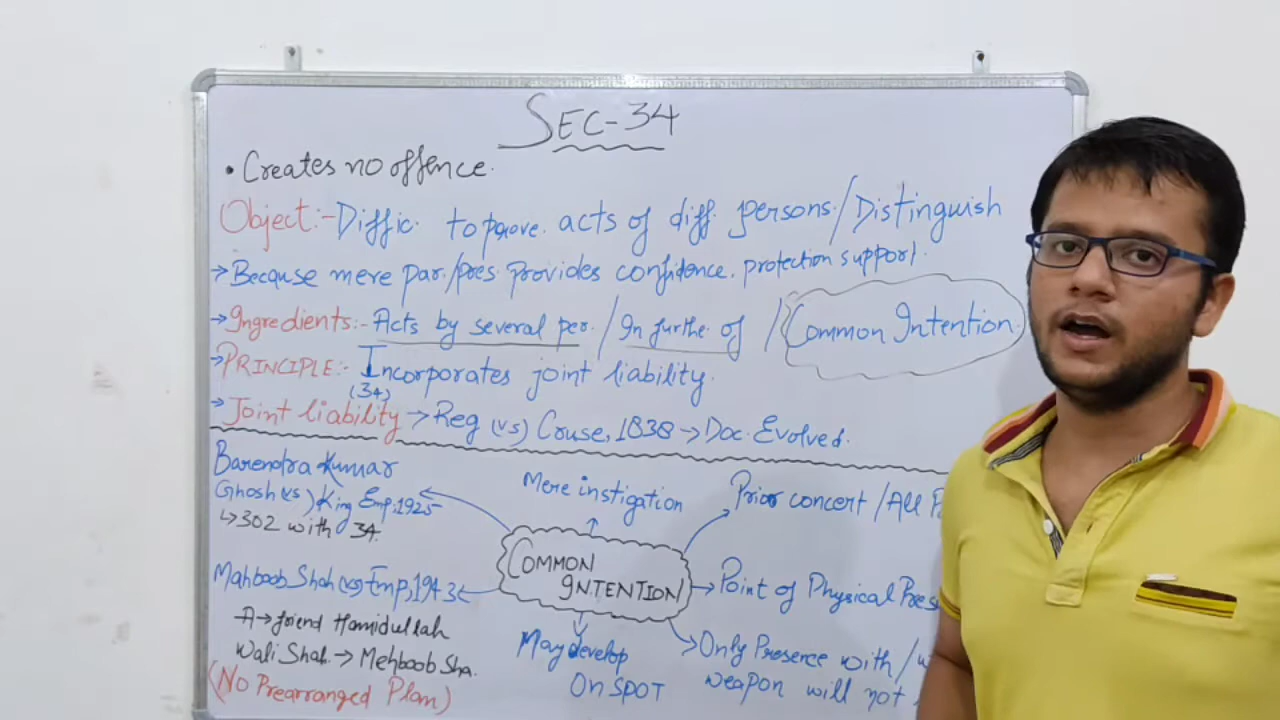 SEC-34
• Creates no offence.
Object:- Diffic. to prove. acts of diff. persons./Distinguish
→ Because mere par./pres. provides confidence, protection support.
→ Ingredients:- Acts by several per. / In furthe. of / Common Intention
→ PRINCIPLE:- Incorporates joint liability.
(34)
→ Joint liability → Reg (vs) Cruse, 1838 → Doc. Evolved.
Barendra Kumar
Ghosh (vs) King Emp. 1925
↳ 302 with 34.
Mere instigation
Prior concert / All
COMMON
INTENTION
Mahboob Shah (vs) Emp, 1943
Point of Physical
A → friend Hamidullah
Wali Shah → Mehboob Sha.
(No Prearranged Plan)
May develop
On SPOT
Only Presence with /
weapon will not